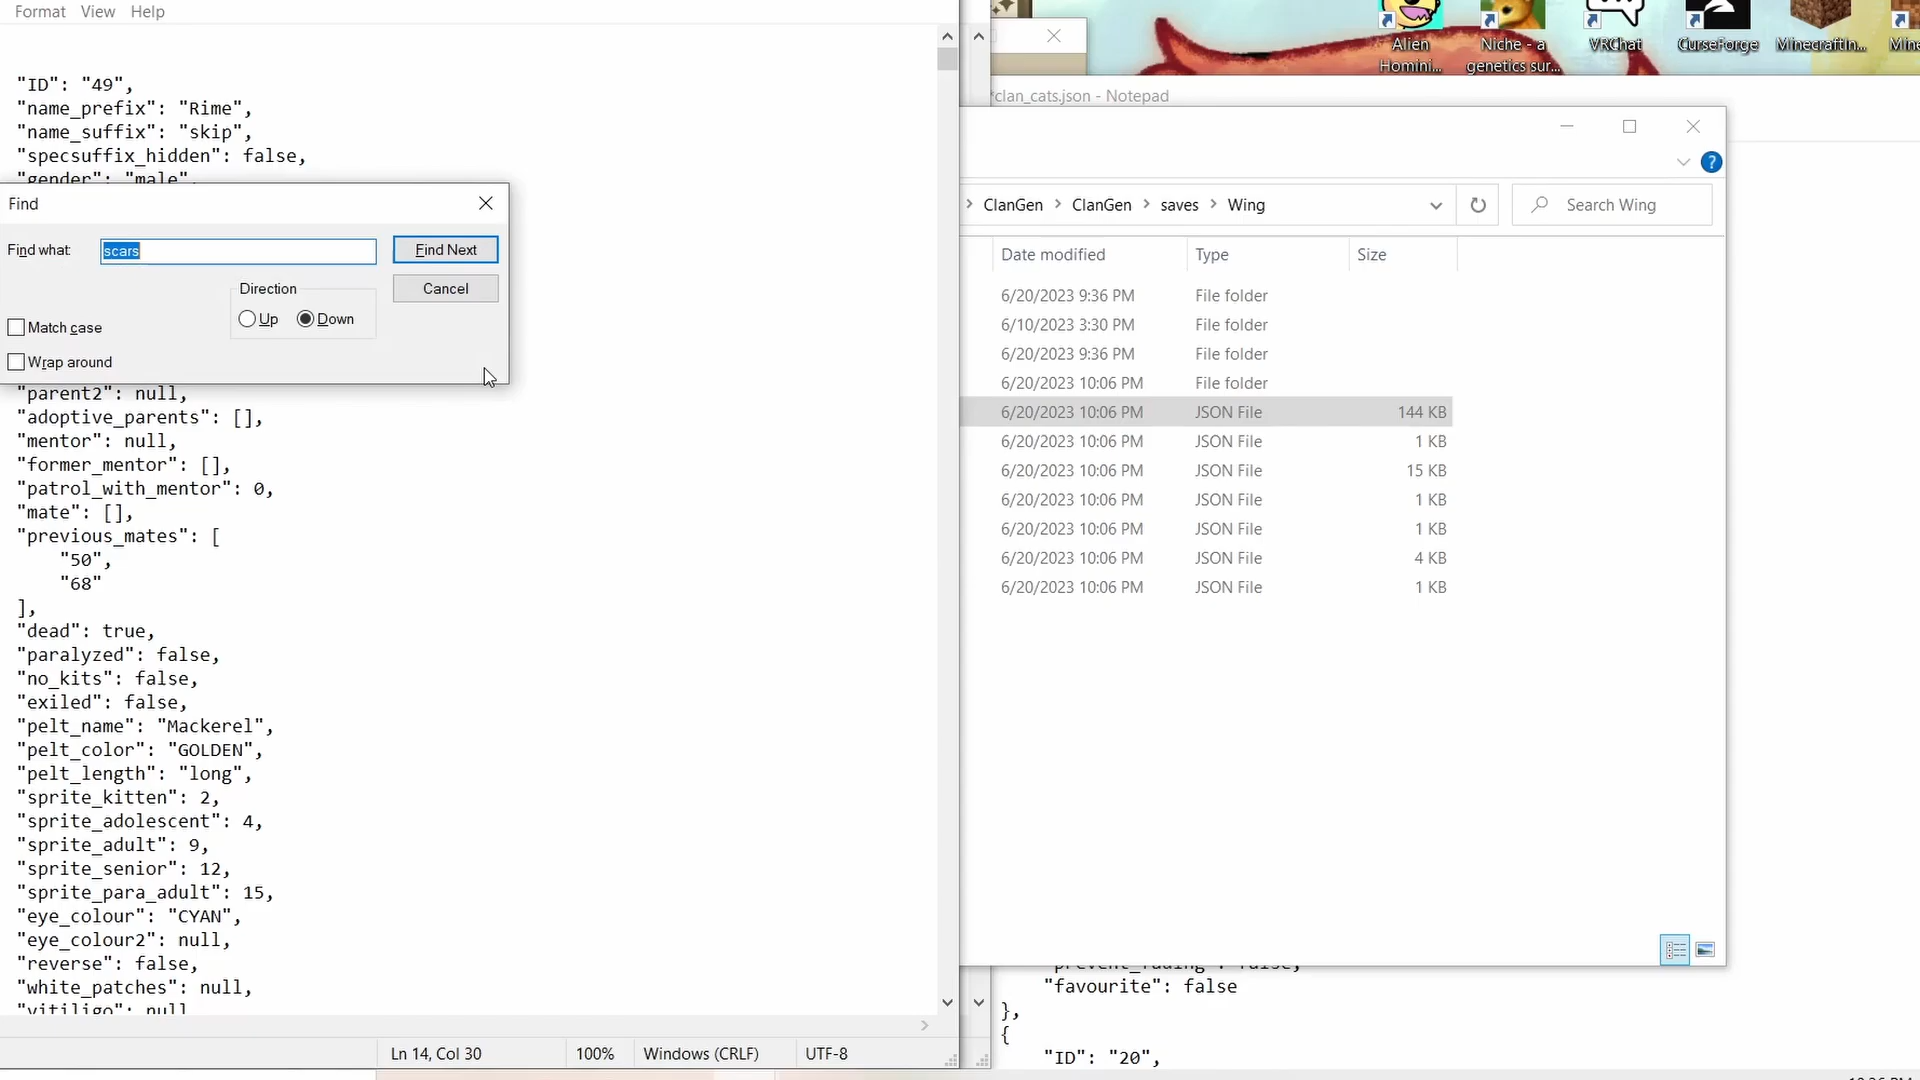 Format View Help
"ID": "49",
"name_prefix": "Rime",
"name_suffix": "skip",
"specsuffix_hidden": false,
"gender": "male",
Find
Find what:
scars
Find Next
Cancel
Direction
Up
Down
Match case
Wrap around
"parent2": null,
"adoptive_parents": [],
"mentor": null,
"former_mentor": [],
"patrol_with_mentor": 0,
"mate": [],
"previous_mates": [
"50",
"68"
],
"dead": true,
"paralyzed": false,
"no_kits": false,
"exiled": false,
"pelt_name": "Mackerel",
"pelt_color": "GOLDEN",
"pelt_length": "long",
"sprite_kitten": 2,
"sprite_adolescent": 4,
"sprite_adult": 9,
"sprite_senior": 12,
"sprite_para_adult": 15,
"eye_colour": "CYAN",
"eye_colour2": null,
"reverse": false,
"white_patches": null,
"vitiligo": null
Ln 14, Col 30
100%
Windows (CRLF)
UTF-8
Alien
Homini...
Niche - a
genetics sur...
VRChat
CurseForge
MinecraftIn...
Mine
clan_cats.json - Notepad
ClanGen > ClanGen > saves > Wing
Search Wing
Date modified Type Size
6/20/2023 9:36 PM File folder
6/10/2023 3:30 PM File folder
6/20/2023 9:36 PM File folder
6/20/2023 10:06 PM File folder
6/20/2023 10:06 PM JSON File 144 KB
6/20/2023 10:06 PM JSON File 1 KB
6/20/2023 10:06 PM JSON File 15 KB
6/20/2023 10:06 PM JSON File 1 KB
6/20/2023 10:06 PM JSON File 1 KB
6/20/2023 10:06 PM JSON File 4 KB
6/20/2023 10:06 PM JSON File 1 KB
"prevent_fading": false,
"favourite": false
},
{
"ID": "20",